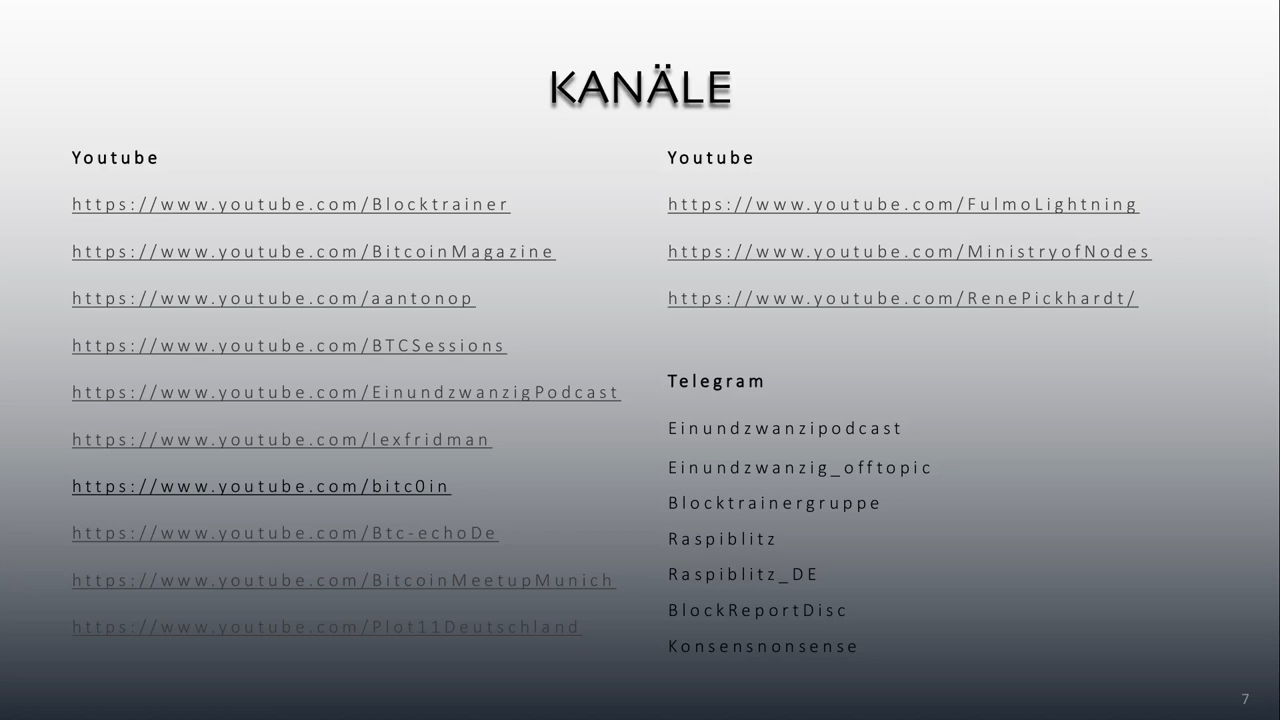 KANÄLE
Youtube
https://www.youtube.com/Blocktrainer
https://www.youtube.com/BitcoinMagazine
https://www.youtube.com/aantonop
https://www.youtube.com/BTCSessions
https://www.youtube.com/EinundzwanzigPodcast
https://www.youtube.com/lexfridman
https://www.youtube.com/bitc0in
https://www.youtube.com/Btc-echoDe
https://www.youtube.com/BitcoinMeetupMunich
https://www.youtube.com/Plot11Deutschland
Youtube
https://www.youtube.com/FulmoLightning
https://www.youtube.com/MinistryofNodes
https://www.youtube.com/RenePickhardt/
Telegram
Einundzwanzipodcast
Einundzwanzig_offtopic
Blocktrainergruppe
Raspiblitz
Raspiblitz_DE
BlockReportDisc
Konsensnonsense
7